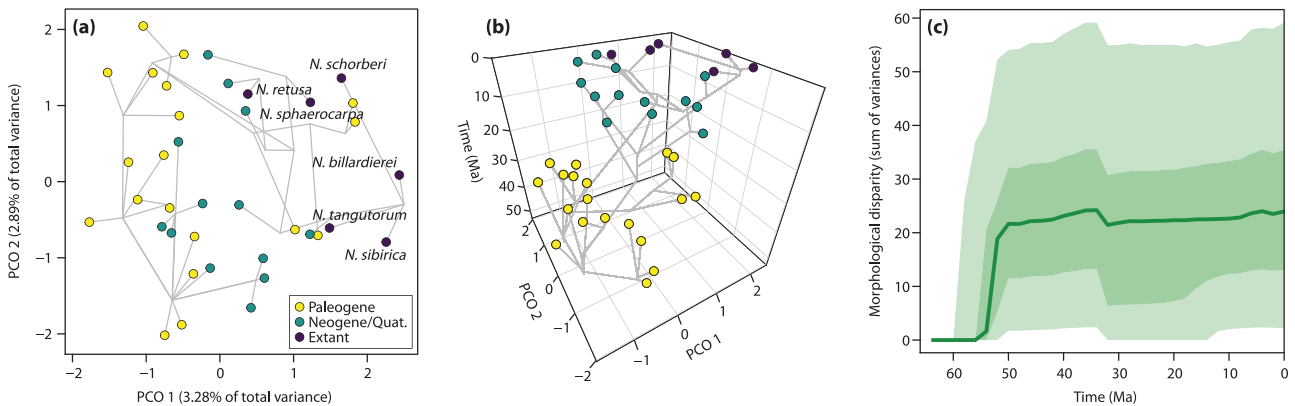 (a)
2
1
0
−1
−2
PCO 2 (2.89% of total variance)
N. schorberi
N. retusa
N. sphaerocarpa
N. billardierei
N. tangutorum
N. sibirica
Paleogene
Neogene/Quat.
Extant
−2 −1 0 1 2
PCO 1 (3.28% of total variance)
(b)
0
10
20
30
40
50
Time (Ma)
2
1
0
−1
−2
PCO 2
−1
0
1
2
PCO 1
(c)
60
50
40
30
20
10
0
Morphological disparity (sum of variances)
60 50 40 30 20 10 0
Time (Ma)